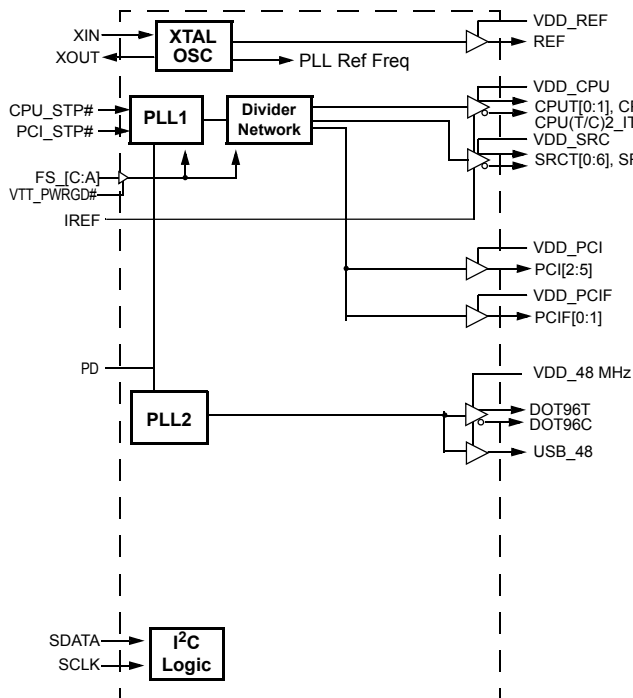 XIN
XOUT
XTAL
OSC
PLL Ref Freq
VDD_REF
REF
CPU_STP#
PCI_STP#
PLL1
Divider
Network
VDD_CPU
CPUT[0:1],
CPU(T/C)2_IT
VDD_SRC
SRCT[0:6],
FS_[C:A]
VTT_PWRGD#
IREF
VDD_PCI
PCI[2:5]
VDD_PCIF
PCIF[0:1]
PD
PLL2
VDD_48 MHz
DOT96T
DOT96C
USB_48
SDATA
SCLK
I²C
Logic